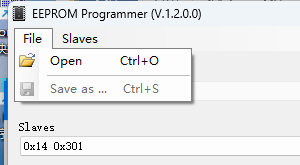 EEPROM Programmer (V.1.2.0.0)
File Slaves
Open Ctrl+O
Save as ... Ctrl+S
Slaves
0x14 0x301